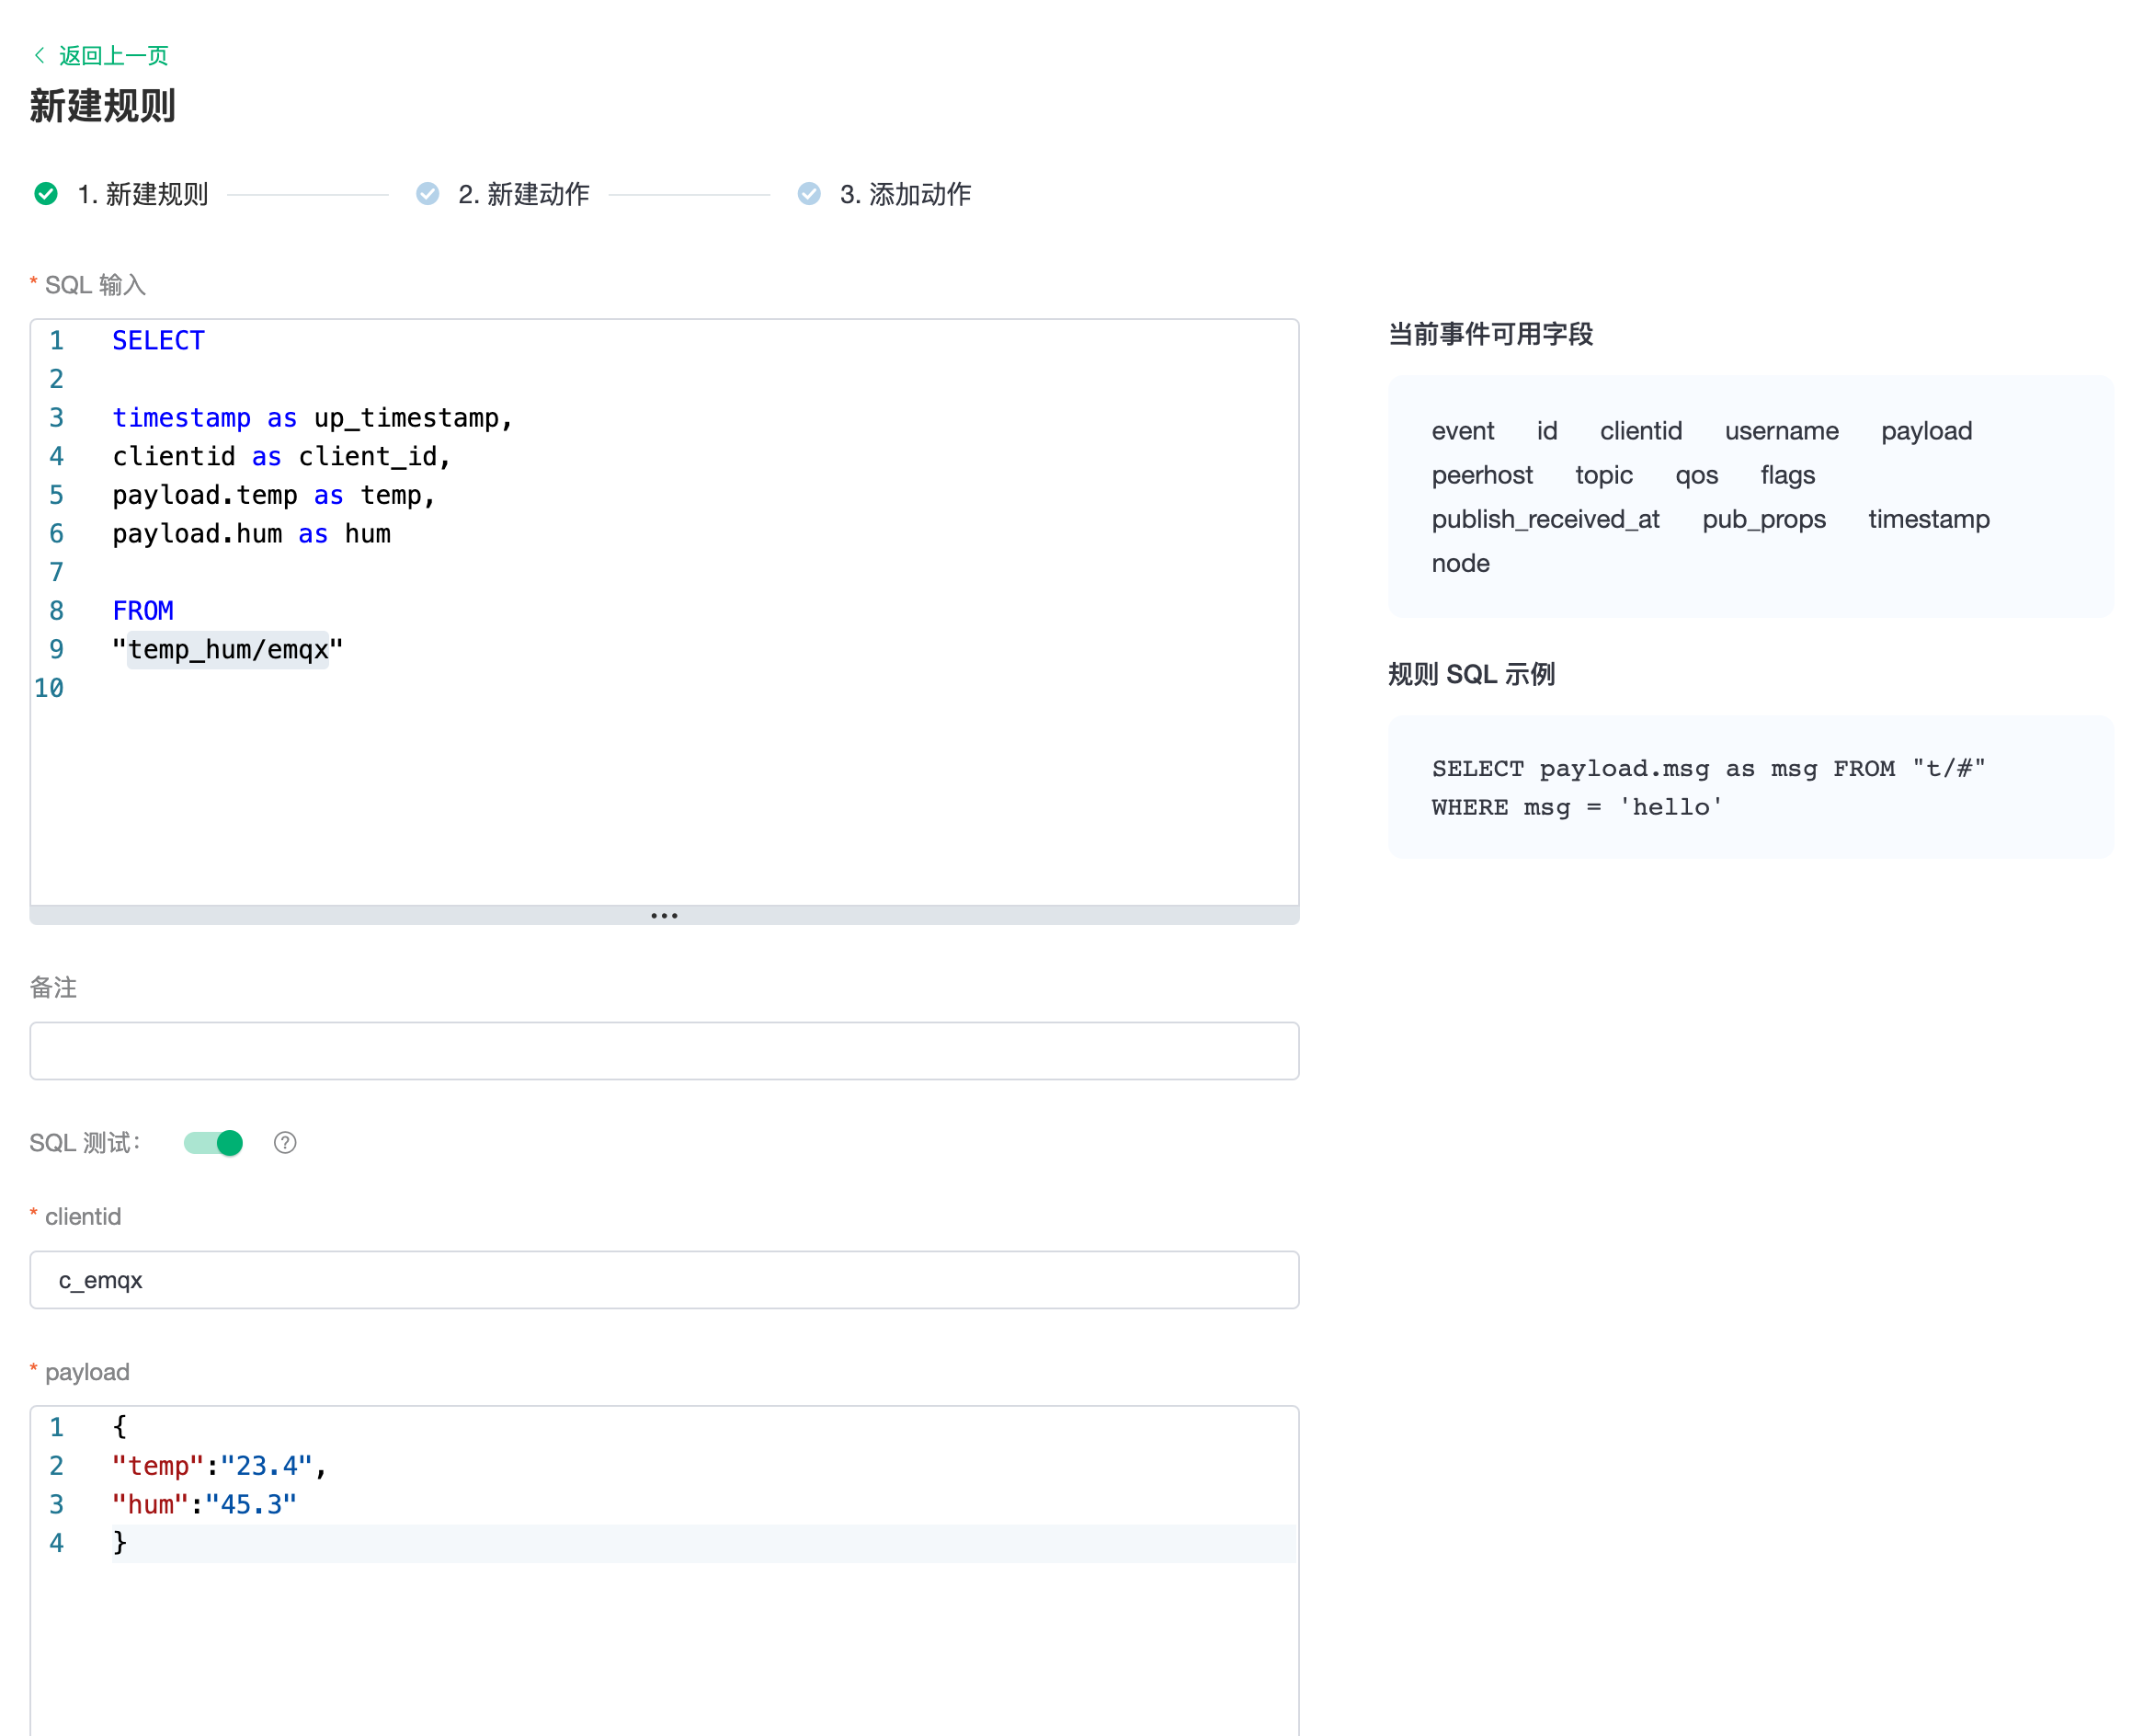 返回上一页
新建规则
1. 新建规则
2. 新建动作
3. 添加动作
* SQL 输入
1 SELECT
2
3 timestamp as up_timestamp,
4 clientid as client_id,
5 payload.temp as temp,
6 payload.hum as hum
7
8 FROM
9 "temp_hum/emqx"
10
当前事件可用字段
event id clientid username payload
peerhost topic qos flags
publish_received_at pub_props timestamp
node
规则 SQL 示例
SELECT payload.msg as msg FROM "t/#"
WHERE msg = 'hello'
备注
SQL 测试：
* clientid
c_emqx
* payload
1 {
2 "temp":"23.4",
3 "hum":"45.3"
4 }